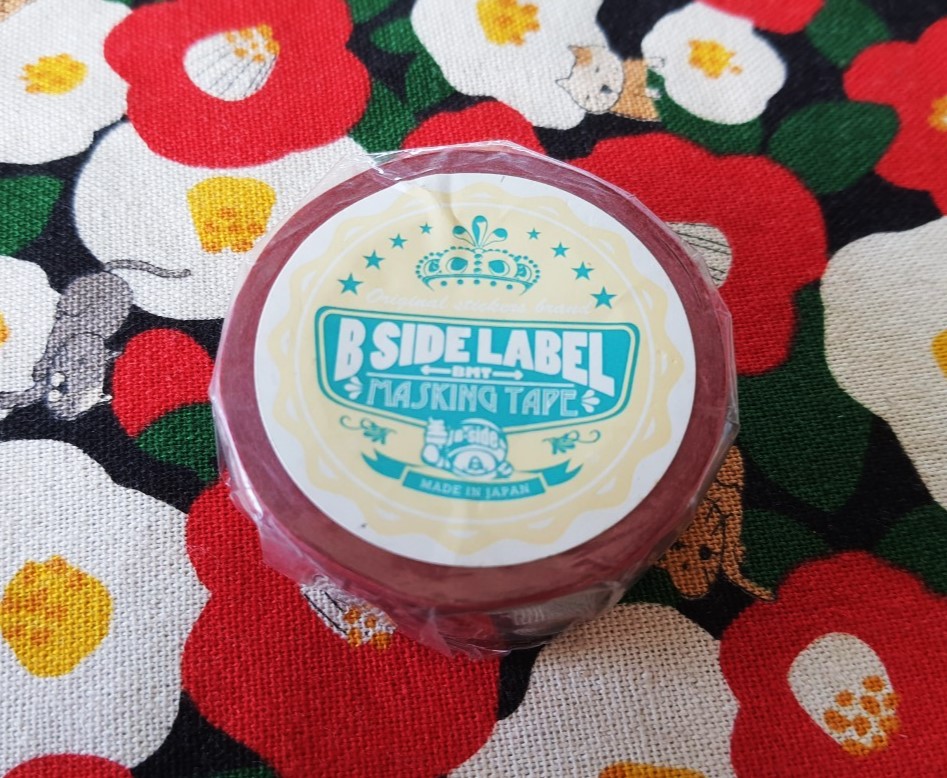 Original stickers brand
B SIDE LABEL
BMT
MASKING TAPE
B-side
MADE IN JAPAN